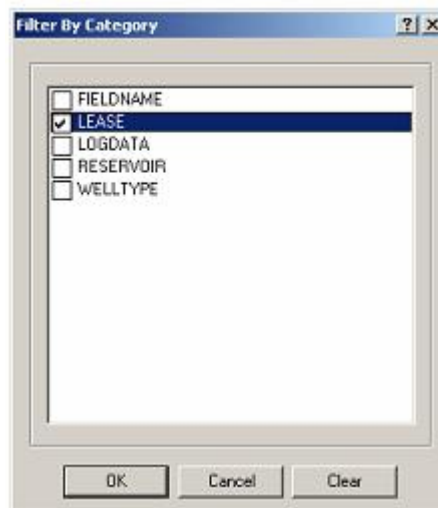 Filter By Category
FIELDNAME
LEASE
LOGDATA
RESERVOIR
WELLTYPE
OK Cancel Clear